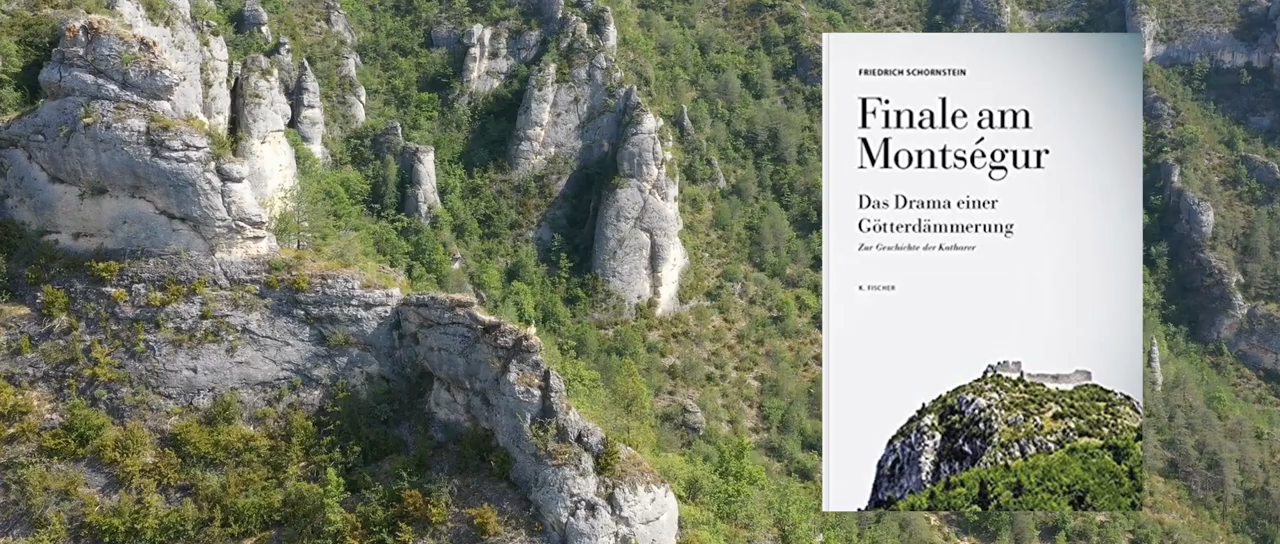 FRIEDRICH SCHORNSTEIN
Finale am
Montségur
Das Drama einer
Götterdämmerung
Zur Geschichte der Katharer
K. FISCHER